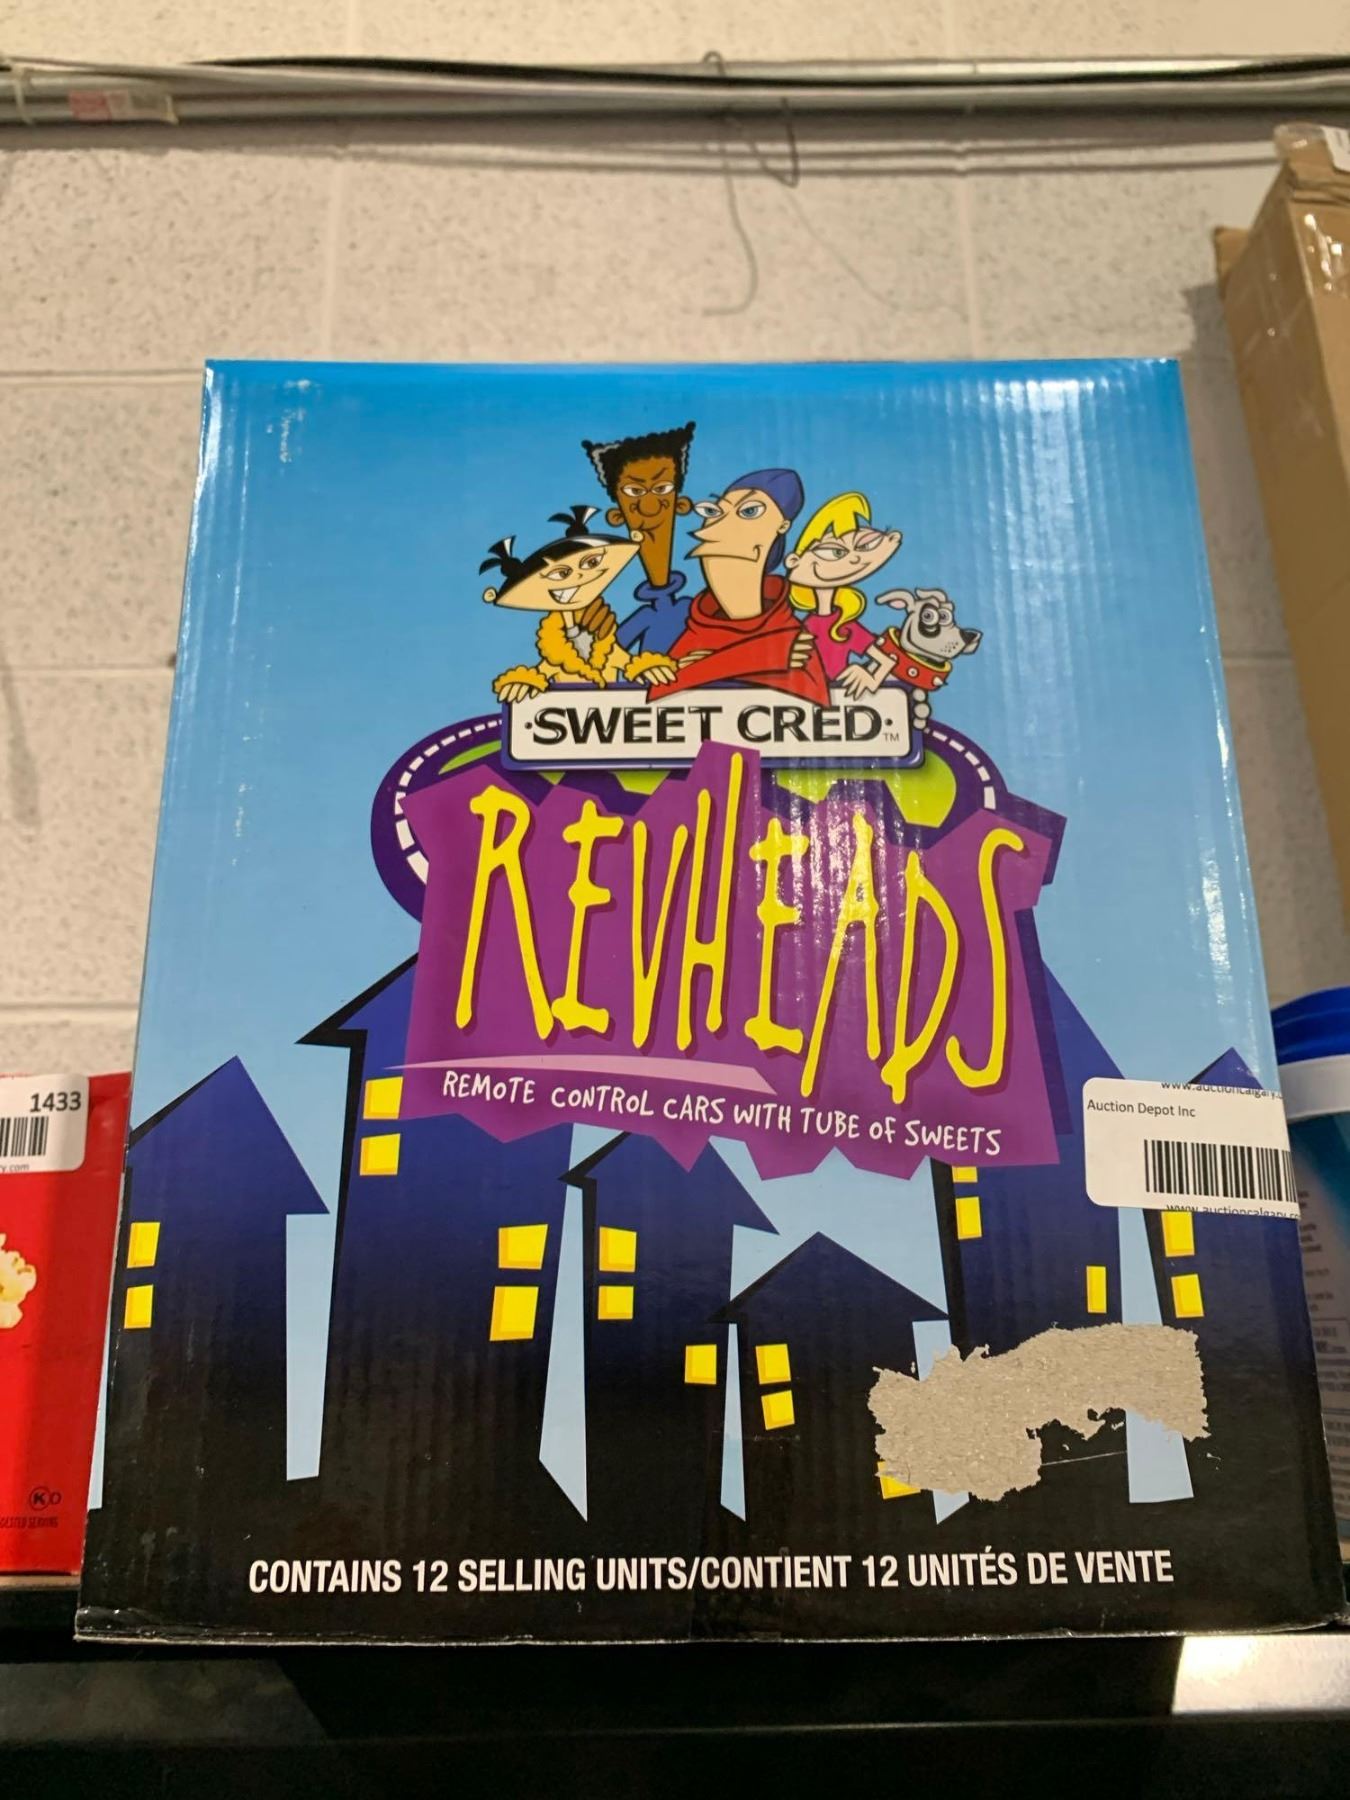 ·SWEET CRED·™
REVHEADS
REMOTE CONTROL CARS WITH TUBE OF SWEETS
1433
Auction Depot Inc
CONTAINS 12 SELLING UNITS/CONTIENT 12 UNITÉS DE VENTE